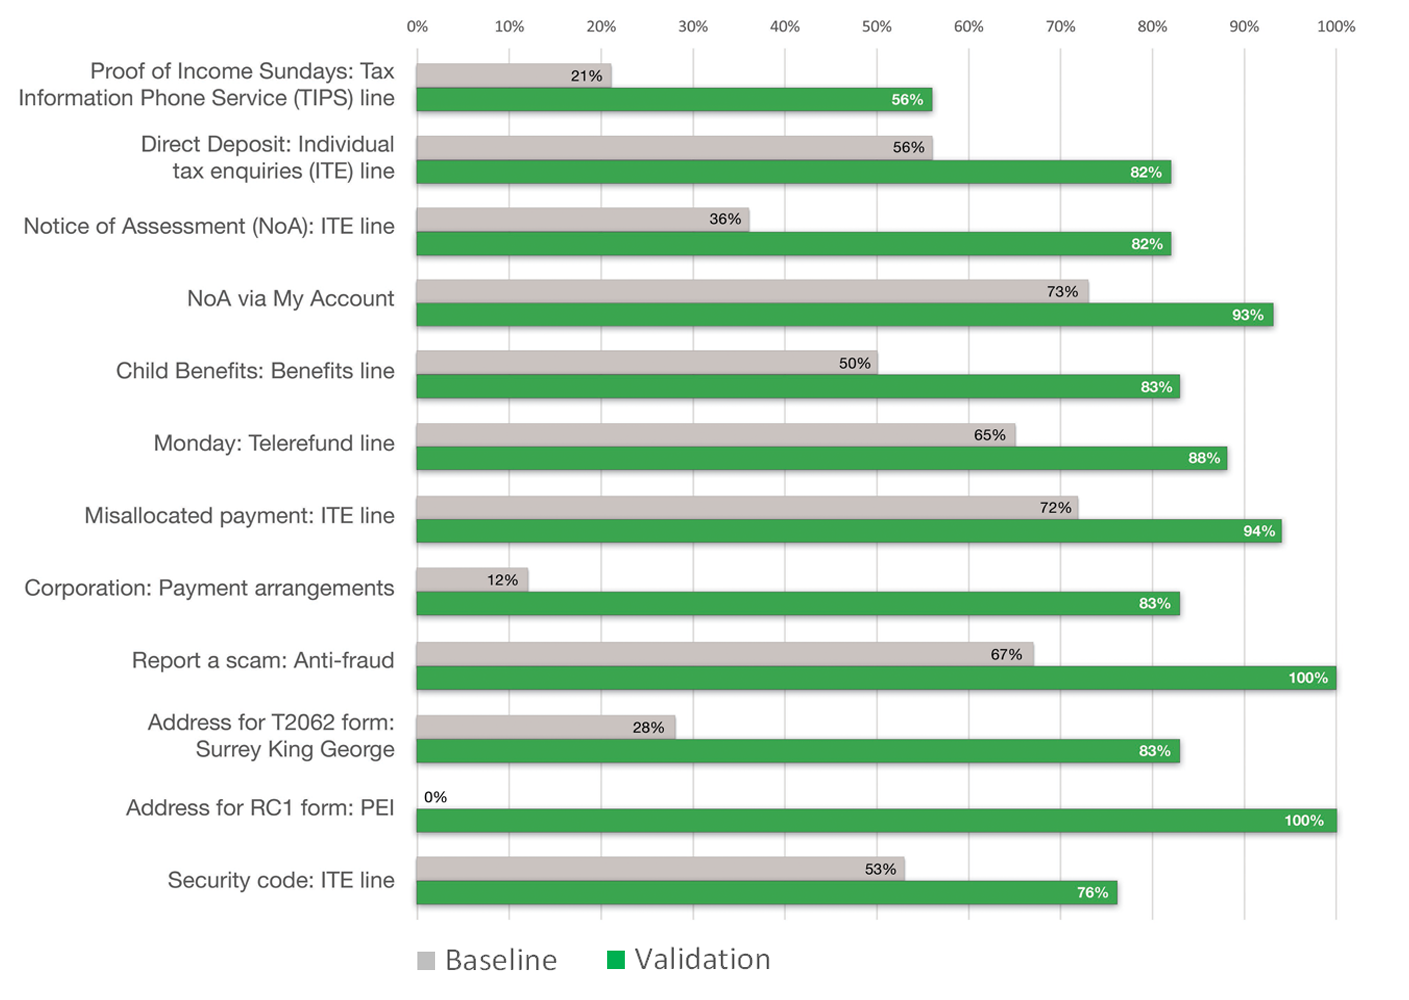 0% 10% 20% 30% 40% 50% 60% 70% 80% 90% 100%
Proof of Income Sundays: Tax
Information Phone Service (TIPS) line
21%
56%
Direct Deposit: Individual
tax enquiries (ITE) line
56%
82%
Notice of Assessment (NoA): ITE line
36%
82%
NoA via My Account
73%
93%
Child Benefits: Benefits line
50%
83%
Monday: Telerefund line
65%
88%
Misallocated payment: ITE line
72%
94%
Corporation: Payment arrangements
12%
83%
Report a scam: Anti-fraud
67%
100%
Address for T2062 form:
Surrey King George
28%
83%
Address for RC1 form: PEI
0%
100%
Security code: ITE line
53%
76%
Baseline Validation